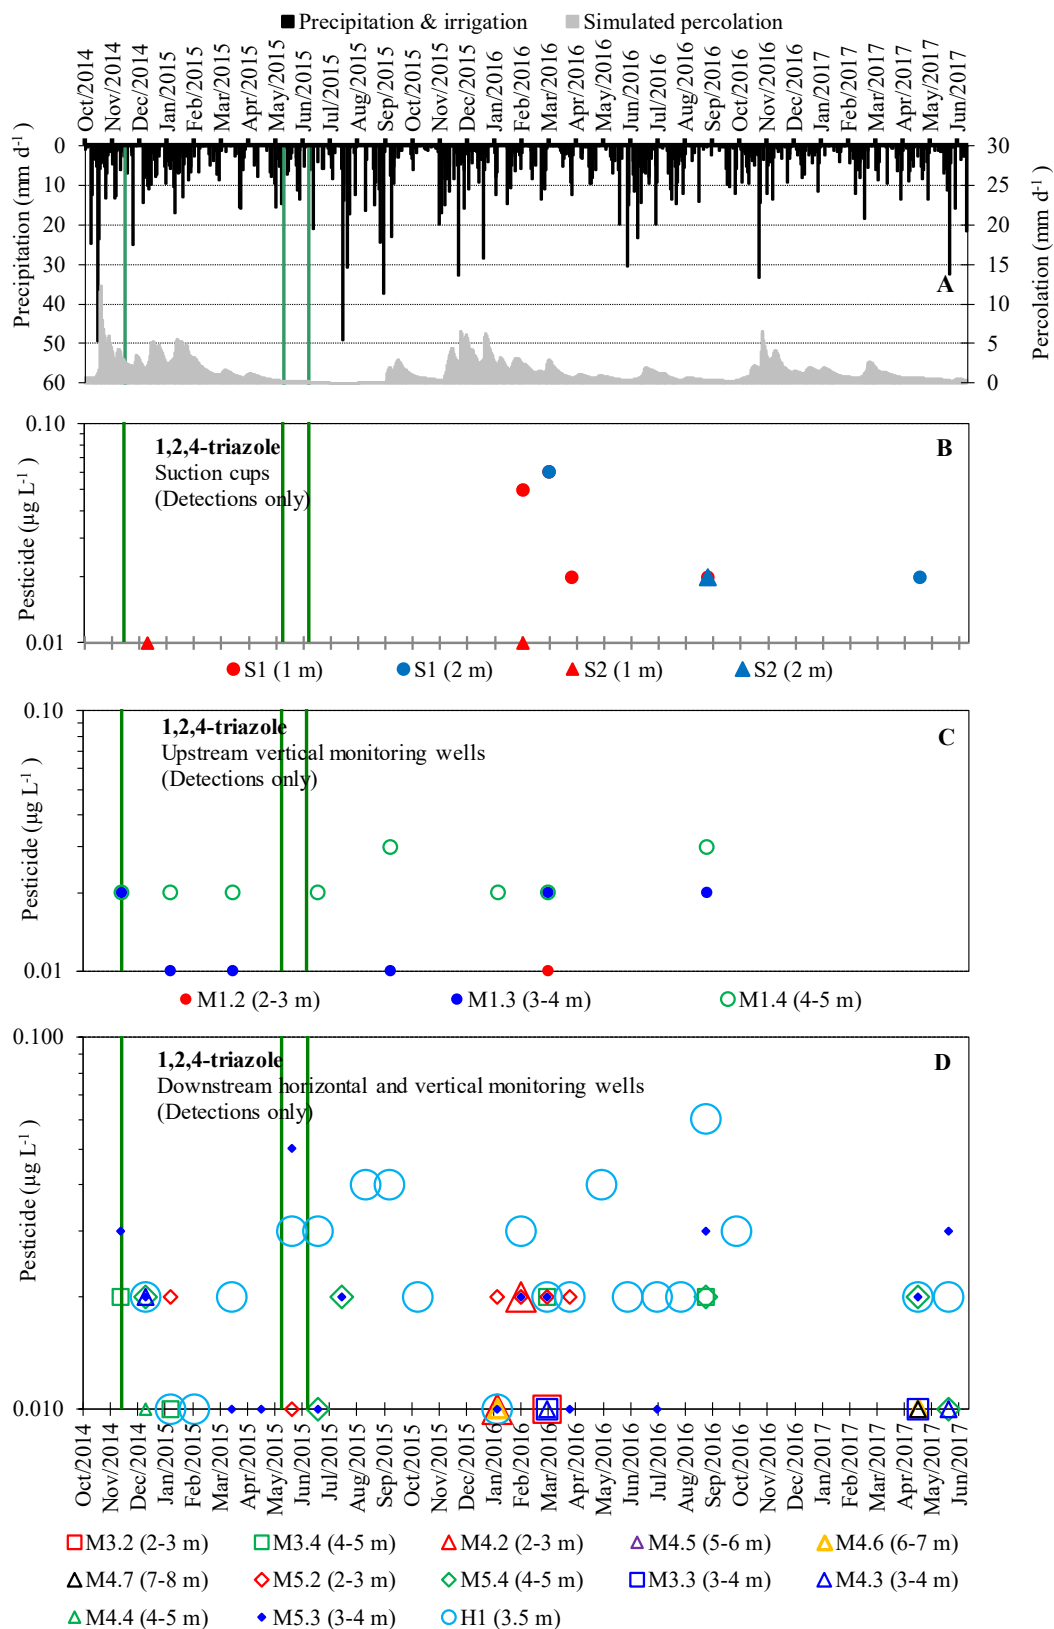 Precipitation & irrigation Simulated percolation
Oct/2014 Nov/2014 Dec/2014 Jan/2015 Feb/2015 Mar/2015 Apr/2015 May/2015 Jun/2015 Jul/2015 Aug/2015 Sep/2015 Oct/2015 Nov/2015 Dec/2015 Jan/2016 Feb/2016 Mar/2016 Apr/2016 May/2016 Jun/2016 Jul/2016 Aug/2016 Sep/2016 Oct/2016 Nov/2016 Dec/2016 Jan/2017 Feb/2017 Mar/2017 Apr/2017 May/2017 Jun/2017
Precipitation (mm d-1)
0
10
20
30
40
50
60
A
30
25
20
15
10
5
0
Percolation (mm d-1)
Pesticide (µg L-1 )
0.10
0.01
1,2,4-triazole
Suction cups
(Detections only)
B
S1 (1 m) S1 (2 m) S2 (1 m) S2 (2 m)
Pesticide (µg L-1 )
0.10
0.01
1,2,4-triazole
Upstream vertical monitoring wells
(Detections only)
C
M1.2 (2-3 m) M1.3 (3-4 m) M1.4 (4-5 m)
Pesticide (µg L-1 )
0.100
0.010
1,2,4-triazole
Downstream horizontal and vertical monitoring wells
(Detections only)
D
Oct/2014 Nov/2014 Dec/2014 Jan/2015 Feb/2015 Mar/2015 Apr/2015 May/2015 Jun/2015 Jul/2015 Aug/2015 Sep/2015 Oct/2015 Nov/2015 Dec/2015 Jan/2016 Feb/2016 Mar/2016 Apr/2016 May/2016 Jun/2016 Jul/2016 Aug/2016 Sep/2016 Oct/2016 Nov/2016 Dec/2016 Jan/2017 Feb/2017 Mar/2017 Apr/2017 May/2017 Jun/2017
M3.2 (2-3 m) M3.4 (4-5 m) M4.2 (2-3 m) M4.5 (5-6 m) M4.6 (6-7 m)
M4.7 (7-8 m) M5.2 (2-3 m) M5.4 (4-5 m) M3.3 (3-4 m) M4.3 (3-4 m)
M4.4 (4-5 m) M5.3 (3-4 m) H1 (3.5 m)